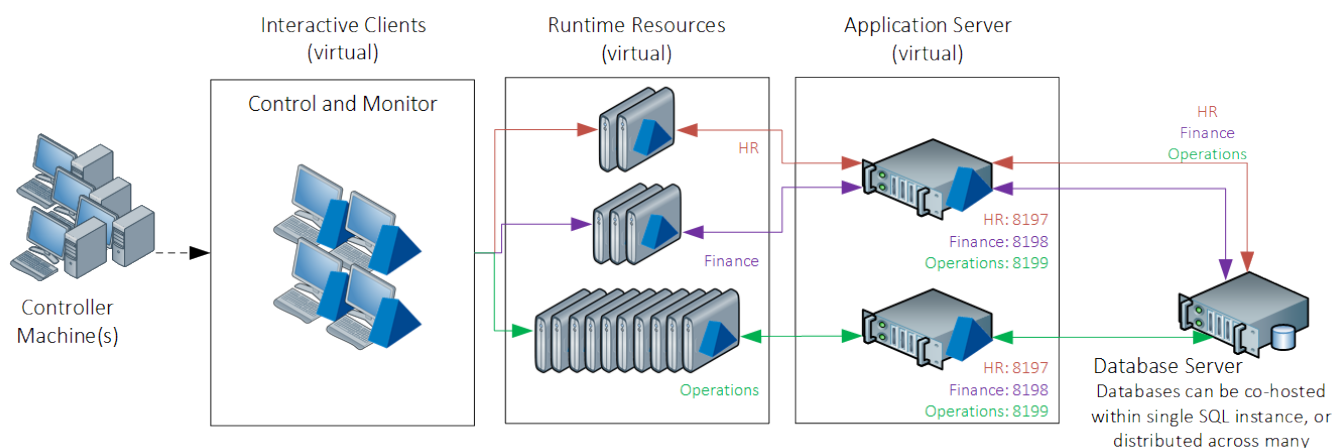 Interactive Clients
(virtual)
Runtime Resources
(virtual)
Application Server
(virtual)
Control and Monitor
HR
Finance
Operations
HR
Finance
Operations
HR: 8197
Finance: 8198
Operations: 8199
HR: 8197
Finance: 8198
Operations: 8199
Controller
Machine(s)
Database Server
Databases can be co-hosted
within single SQL instance, or
distributed across many